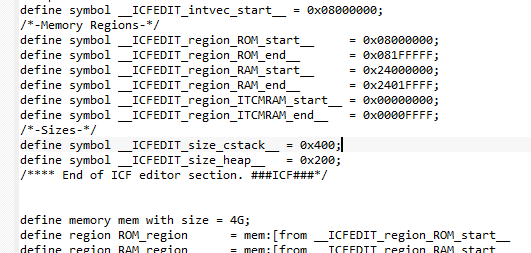 define symbol __ICFEDIT_intvec_start__ = 0x08000000;
/*-Memory Regions-*/
define symbol __ICFEDIT_region_ROM_start__     = 0x08000000;
define symbol __ICFEDIT_region_ROM_end__       = 0x081FFFFF;
define symbol __ICFEDIT_region_RAM_start__     = 0x24000000;
define symbol __ICFEDIT_region_RAM_end__       = 0x2401FFFF;
define symbol __ICFEDIT_region_ITCMRAM_start__ = 0x00000000;
define symbol __ICFEDIT_region_ITCMRAM_end__   = 0x0000FFFF;
/*-Sizes-*/
define symbol __ICFEDIT_size_cstack__ = 0x400;
define symbol __ICFEDIT_size_heap__   = 0x200;
/**** End of ICF editor section. ###ICF###*/
define memory mem with size = 4G;
define region ROM_region      = mem:[from __ICFEDIT_region_ROM_start__
define region RAM_region      = mem:[from __ICFEDIT_region_RAM_start